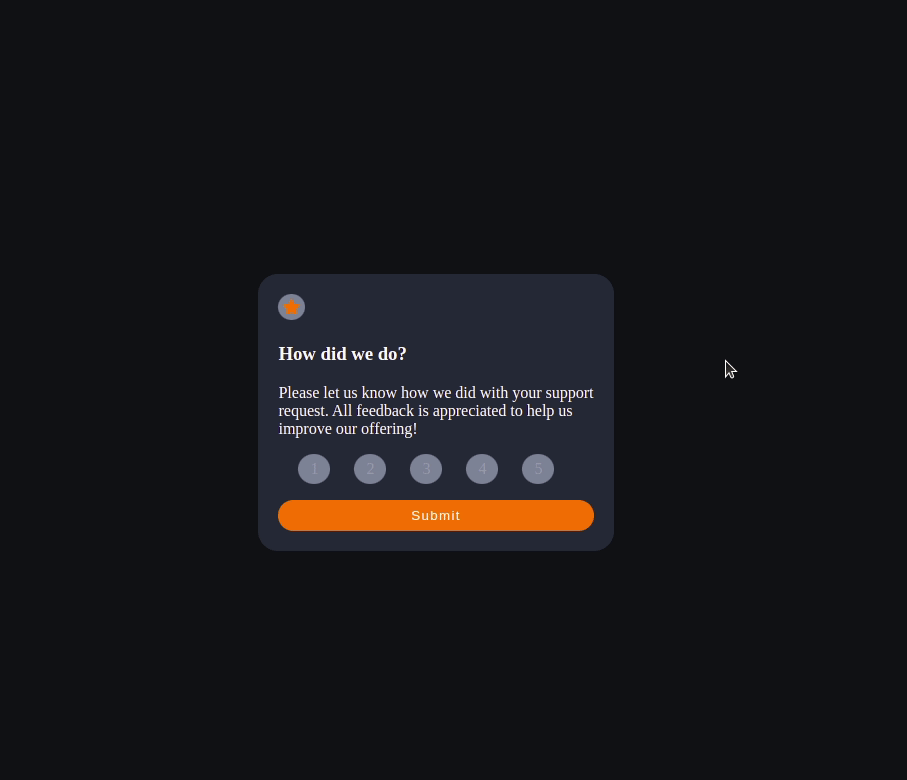 How did we do?
Please let us know how we did with your support
request. All feedback is appreciated to help us
improve our offering!
1 2 3 4 5
Submit